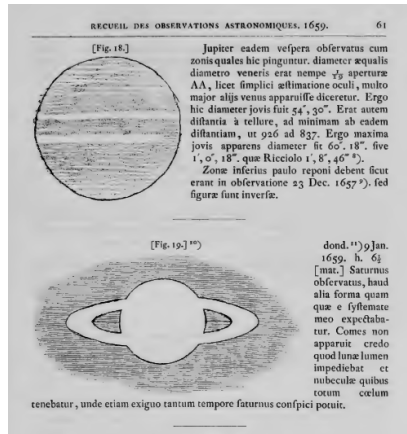 RECUEIL DES OBSERVATIONS ASTRONOMIQUES. 1659. 61
[Fig. 18.]
Jupiter eadem veſpera obſervatus cum
zonis quales hic pinguntur. diameter æqualis
diametro veneris erat nempe 1/19 aperturæ
AA, licet ſimplici æſtimatione oculi, multo
major alijs venus apparuiſſe diceretur. Ergo
hic diameter jovis fuit 54″, 30‴. Erat autem
diſtantia à tellure, ad minimam ab eadem
diſtantiam, ut 926 ad 837. Ergo maxima
jovis apparens diameter fit 60″. 18‴. ſive
1′, 0″, 18‴. quæ Ricciolo 1′, 8″, 46‴ ⁸).
Zonæ inferius paulo reponi debent ſicut
erant in obſervatione 23 Dec. 1657 ⁹). ſed
figuræ ſunt inverſæ.
[Fig. 19.] ¹⁰)
dond. ¹¹) 9 Jan.
1659. h. 6½
[mat.] Saturnus
obſervatus, haud
alia forma quam
quæ e ſyſtemate
meo expectaba-
tur. Comes non
apparuit credo
quod lunæ lumen
impediebat et
nubeculæ quibus
totum cœlum
tenebatur, unde etiam exiguo tantum tempore ſaturnus conſpici potuit.